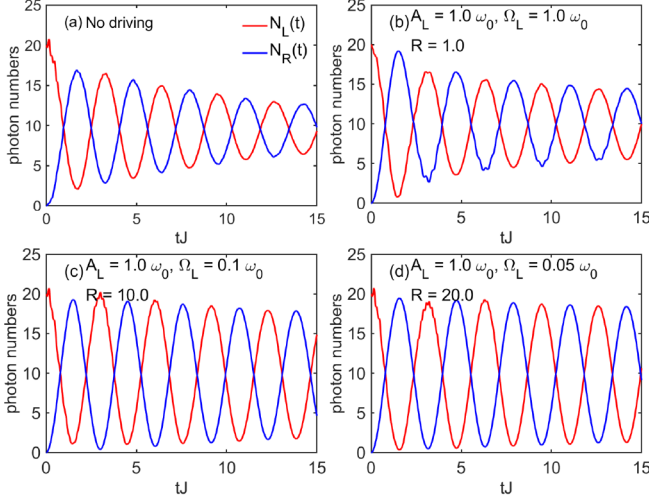 (a) No driving
N_L(t)
N_R(t)
photon numbers
25
20
15
10
5
0
0
5
10
15
tJ
(b) A_L = 1.0 ω_0, Ω_L = 1.0 ω_0
R = 1.0
photon numbers
25
20
15
10
5
0
0
5
10
15
tJ
(c) A_L = 1.0 ω_0, Ω_L = 0.1 ω_0
R = 10.0
photon numbers
25
20
15
10
5
0
0
5
10
15
tJ
(d) A_L = 1.0 ω_0, Ω_L = 0.05 ω_0
R = 20.0
photon numbers
25
20
15
10
5
0
0
5
10
15
tJ